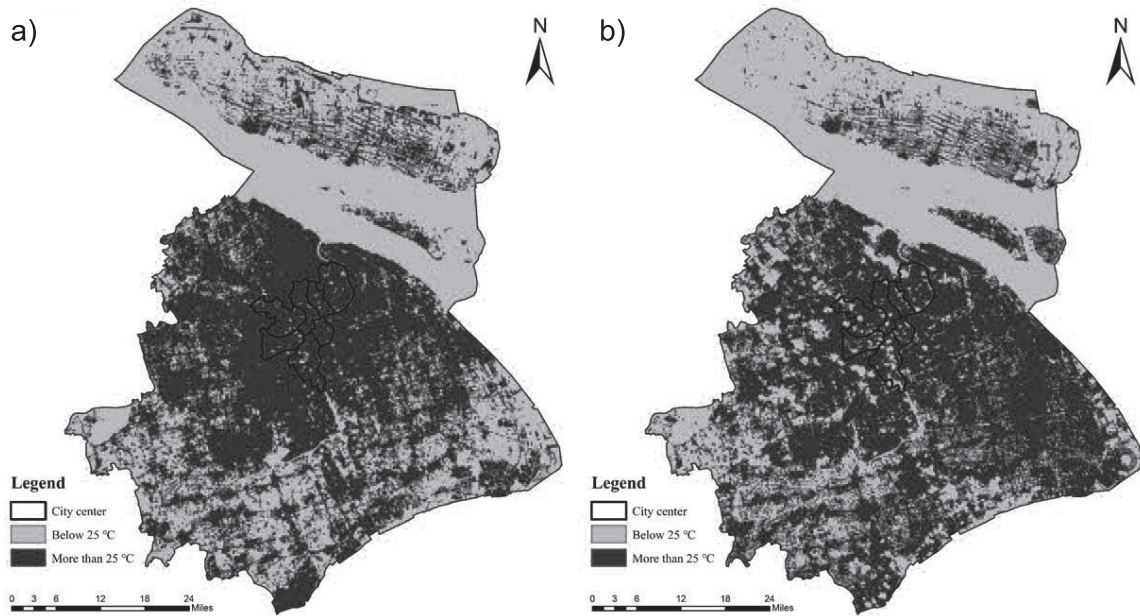 a)
N
Legend
City center
Below 25 °C
More than 25 °C
0 3 6 12 18 24
Miles
b)
N
Legend
City center
Below 25 °C
More than 25 °C
0 3 6 12 18 24
Miles